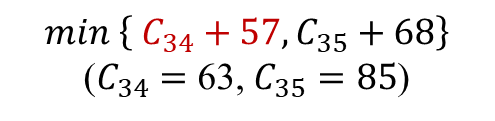 min { C₃₄ + 57, C₃₅ + 68}
(C₃₄ = 63, C₃₅ = 85)